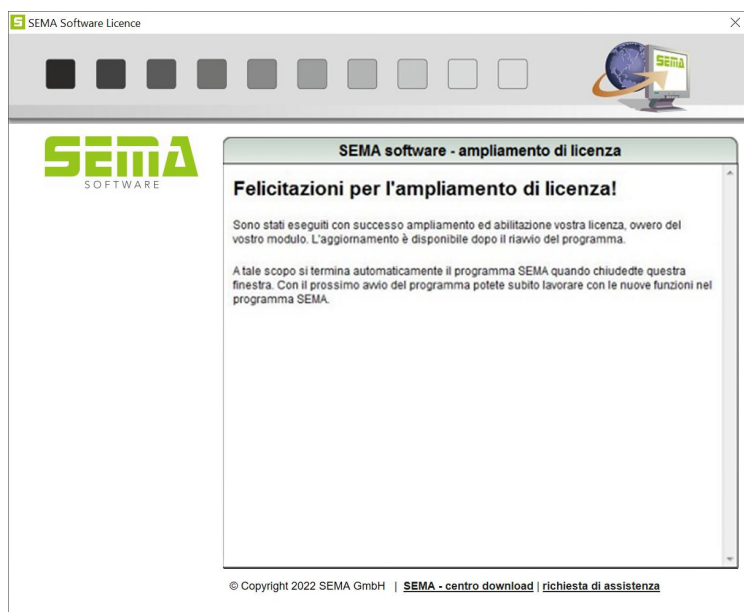 SEMA Software Licence
SEMA
SEMA
SOFTWARE
SEMA software - ampliamento di licenza
Felicitazioni per l'ampliamento di licenza!
Sono stati eseguiti con successo ampliamento ed abilitazione vostra licenza, ovvero del
vostro modulo. L'aggiornamento è disponibile dopo il riavvio del programma.
A tale scopo si termina automaticamente il programma SEMA quando chiudedte questra
finestra. Con il prossimo avvio del programma potete subito lavorare con le nuove funzioni nel
programma SEMA.
© Copyright 2022 SEMA GmbH | SEMA - centro download | richiesta di assistenza